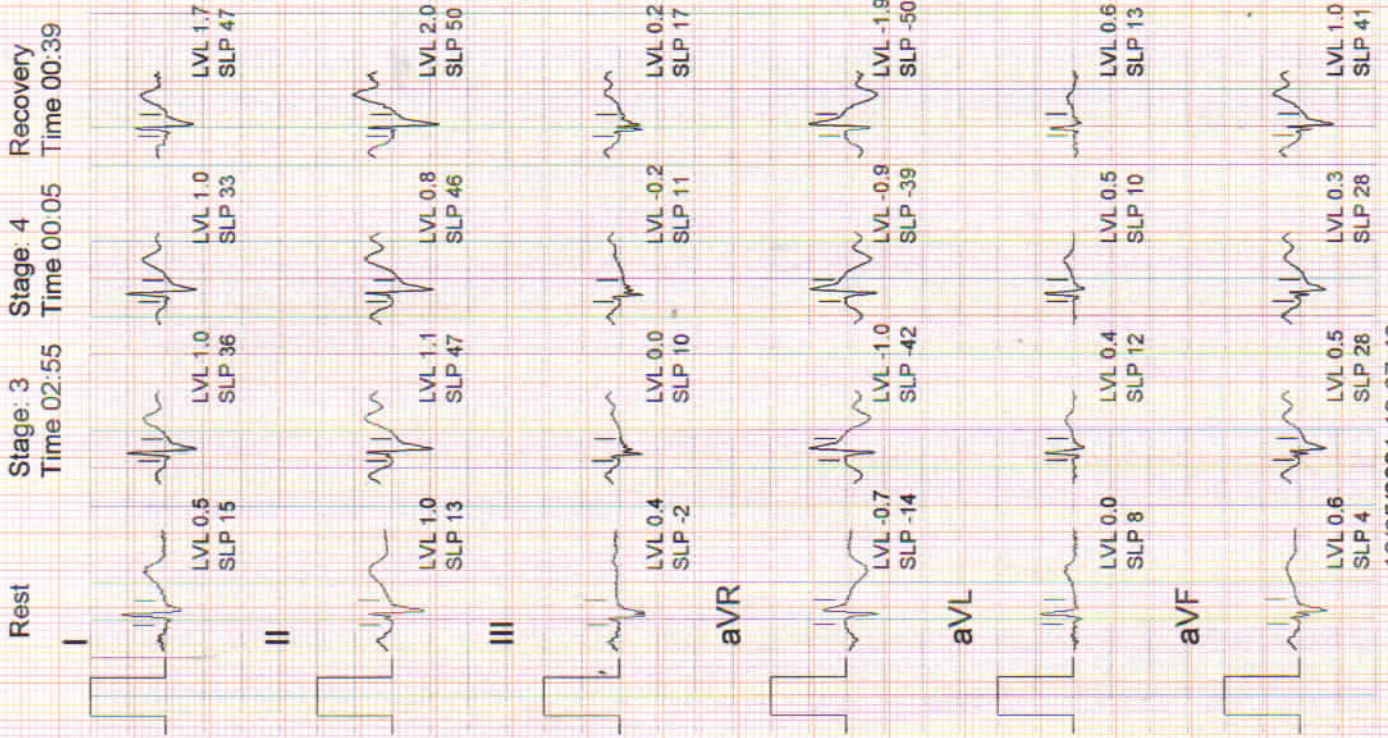 Rest
Stage: 3
Time 02:55
Stage: 4
Time 00:05
Recovery
Time 00:39
I
LVL 0.5
SLP 15
LVL 1.0
SLP 36
LVL 1.0
SLP 33
LVL 1.7
SLP 47
II
LVL 1.0
SLP 13
LVL 1.1
SLP 47
LVL 0.8
SLP 46
LVL 2.0
SLP 50
III
LVL 0.4
SLP -2
LVL 0.0
SLP 10
LVL -0.2
SLP 11
LVL 0.2
SLP 17
aVR
LVL -0.7
SLP -14
LVL -1.0
SLP -42
LVL -0.9
SLP -39
LVL -1.9
SLP -50
aVL
LVL 0.0
SLP 8
LVL 0.4
SLP 12
LVL 0.5
SLP 10
LVL 0.6
SLP 13
aVF
LVL 0.6
SLP 4
LVL 0.5
SLP 28
LVL 0.3
SLP 28
LVL 1.0
SLP 41